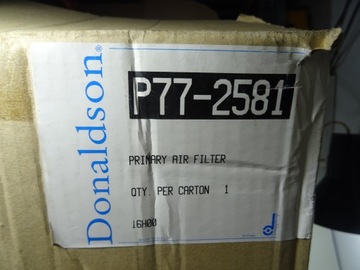 Donaldson®
P77-2581
PRIMARY AIR FILTER
QTY. PER CARTON 1
16H00